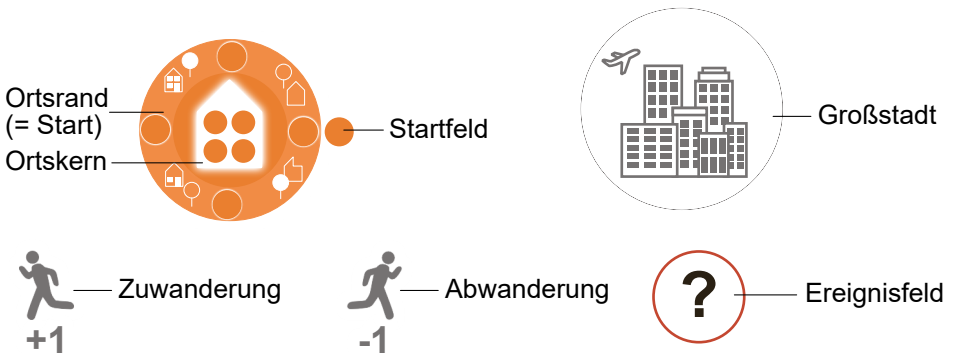 Ortsrand
(= Start)
Ortskern
Startfeld
Großstadt
+1
Zuwanderung
-1
Abwanderung
?
Ereignisfeld